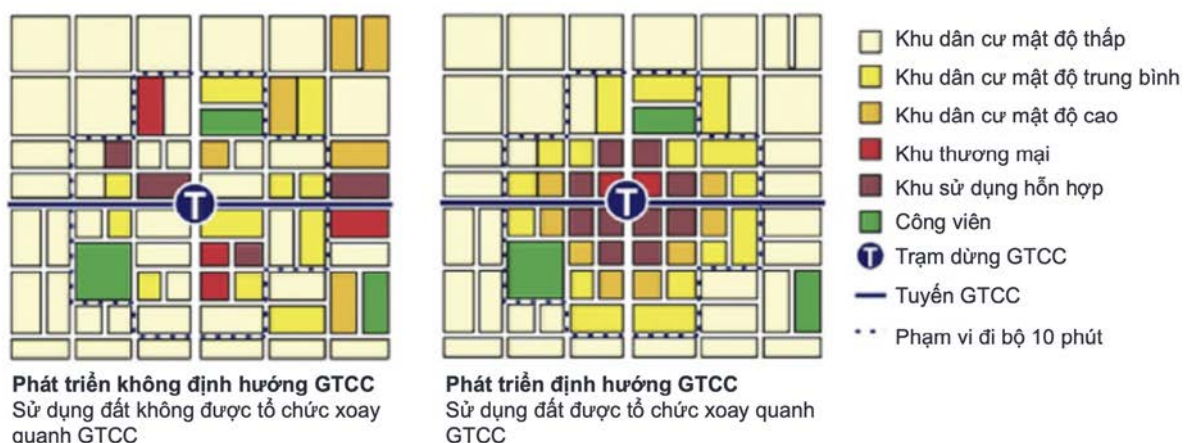 T
Phát triển không định hướng GTCC
Sử dụng đất không được tổ chức xoay
quanh GTCC
T
Phát triển định hướng GTCC
Sử dụng đất được tổ chức xoay quanh
GTCC
Khu dân cư mật độ thấp
Khu dân cư mật độ trung bình
Khu dân cư mật độ cao
Khu thương mại
Khu sử dụng hỗn hợp
Công viên
T Trạm dừng GTCC
Tuyến GTCC
Phạm vi đi bộ 10 phút